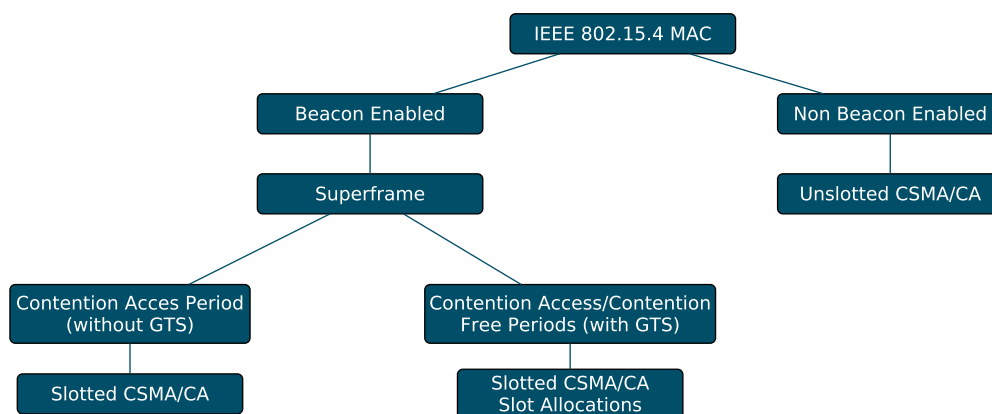 IEEE 802.15.4 MAC
Beacon Enabled
Non Beacon Enabled
Superframe
Unslotted CSMA/CA
Contention Acces Period
(without GTS)
Contention Access/Contention
Free Periods (with GTS)
Slotted CSMA/CA
Slotted CSMA/CA
Slot Allocations